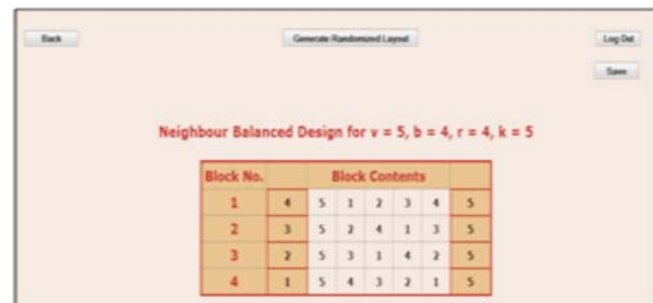 Back Generate Randomized Layout Log Out
Save
Neighbour Balanced Design for v = 5, b = 4, r = 4, k = 5
Block No. Block Contents
1 4 5 1 2 3 4 5
2 3 5 2 4 1 3 5
3 2 5 3 1 4 2 5
4 1 5 4 3 2 1 5